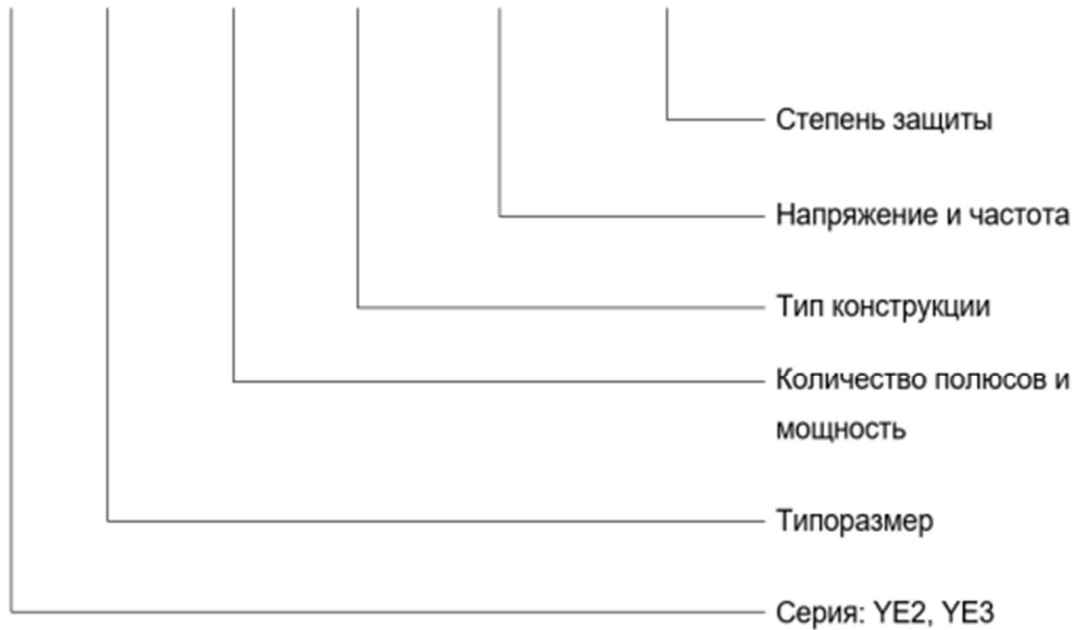 Степень защиты
Напряжение и частота
Тип конструкции
Количество полюсов и
мощность
Типоразмер
Серия: YE2, YE3